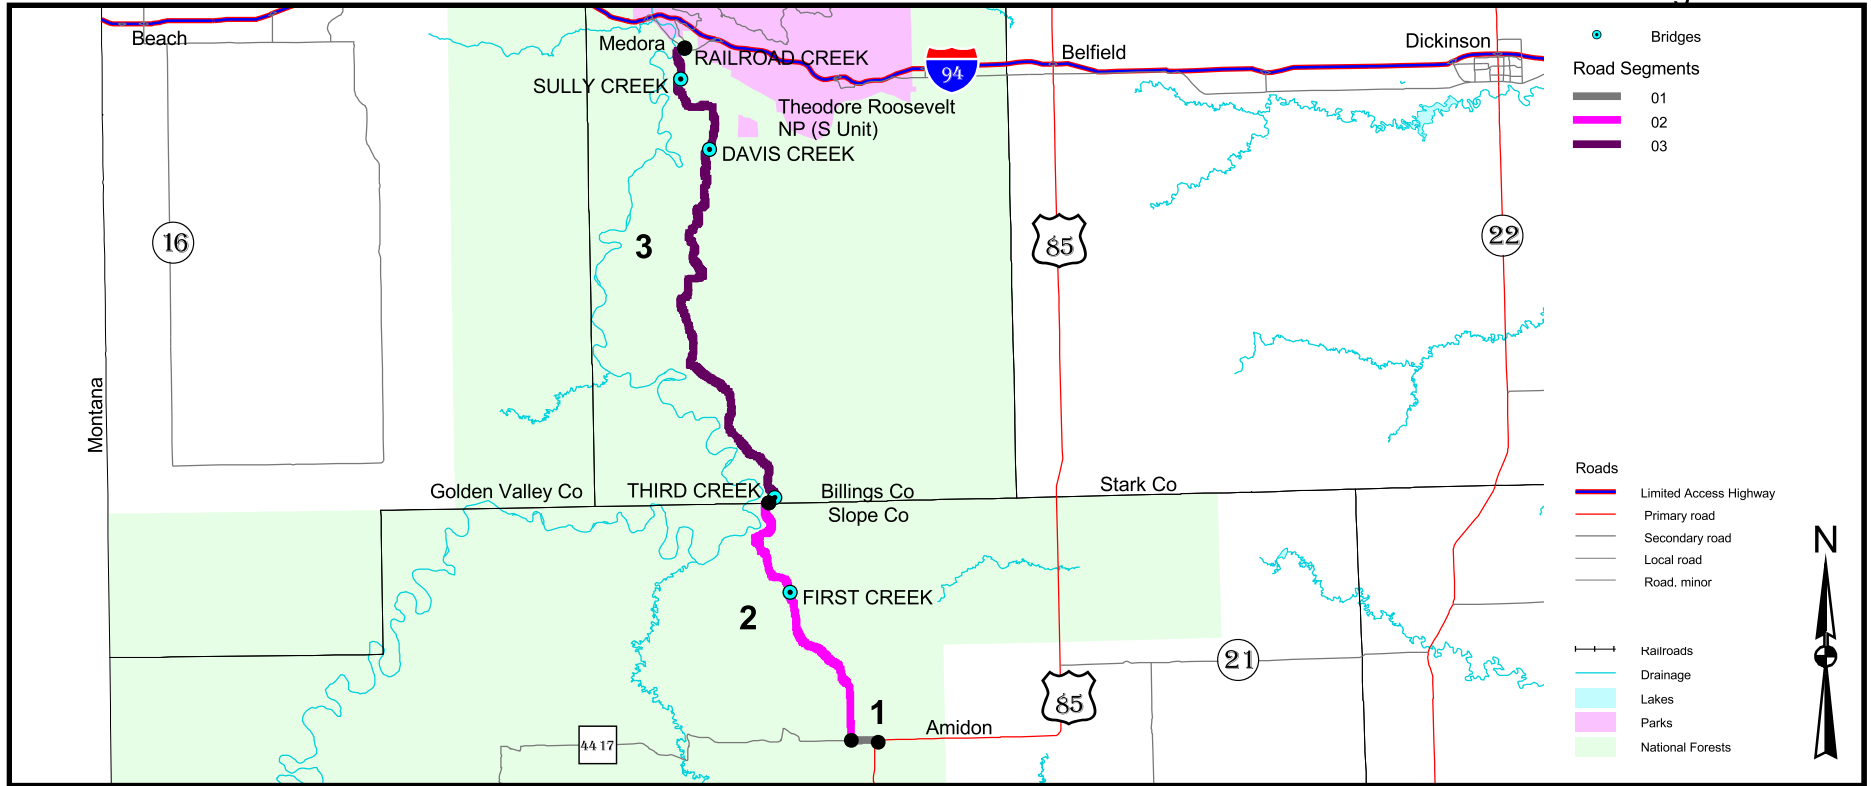 Beach
Medora
RAILROAD CREEK
SULLY CREEK
94
Belfield
Dickinson
Theodore Roosevelt
NP (S Unit)
DAVIS CREEK
16
3
85
22
Montana
Golden Valley Co
THIRD CREEK
Billings Co
Slope Co
Stark Co
FIRST CREEK
2
21
85
1
Amidon
44 17
Bridges
Road Segments
01
02
03
Roads
Limited Access Highway
Primary road
Secondary road
Local road
Road, minor
N
Railroads
Drainage
Lakes
Parks
National Forests